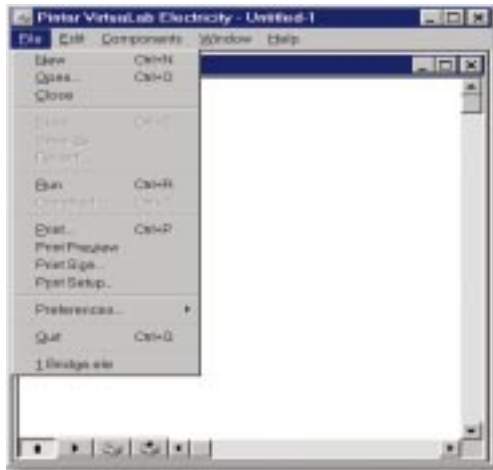 Pintar VirtuaLab Electricity - Untitled-1
File Edit Components Window Help
New Ctrl+N
Open... Ctrl+O
Close
Run Ctrl+R
Print... Ctrl+P
Print Preview
Print Size...
Print Setup...
Preferences...
Quit Ctrl+Q
1 Bridge.ele